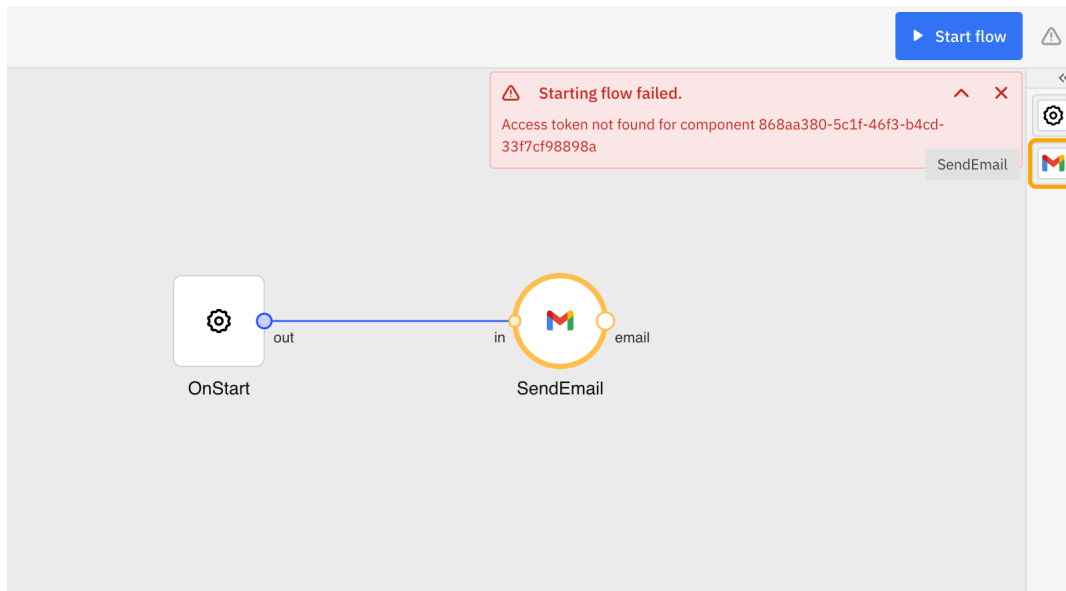 Start flow
Starting flow failed.
Access token not found for component 868aa380-5c1f-46f3-b4cd-
33f7cf98898a
SendEmail
out
in
email
OnStart
SendEmail